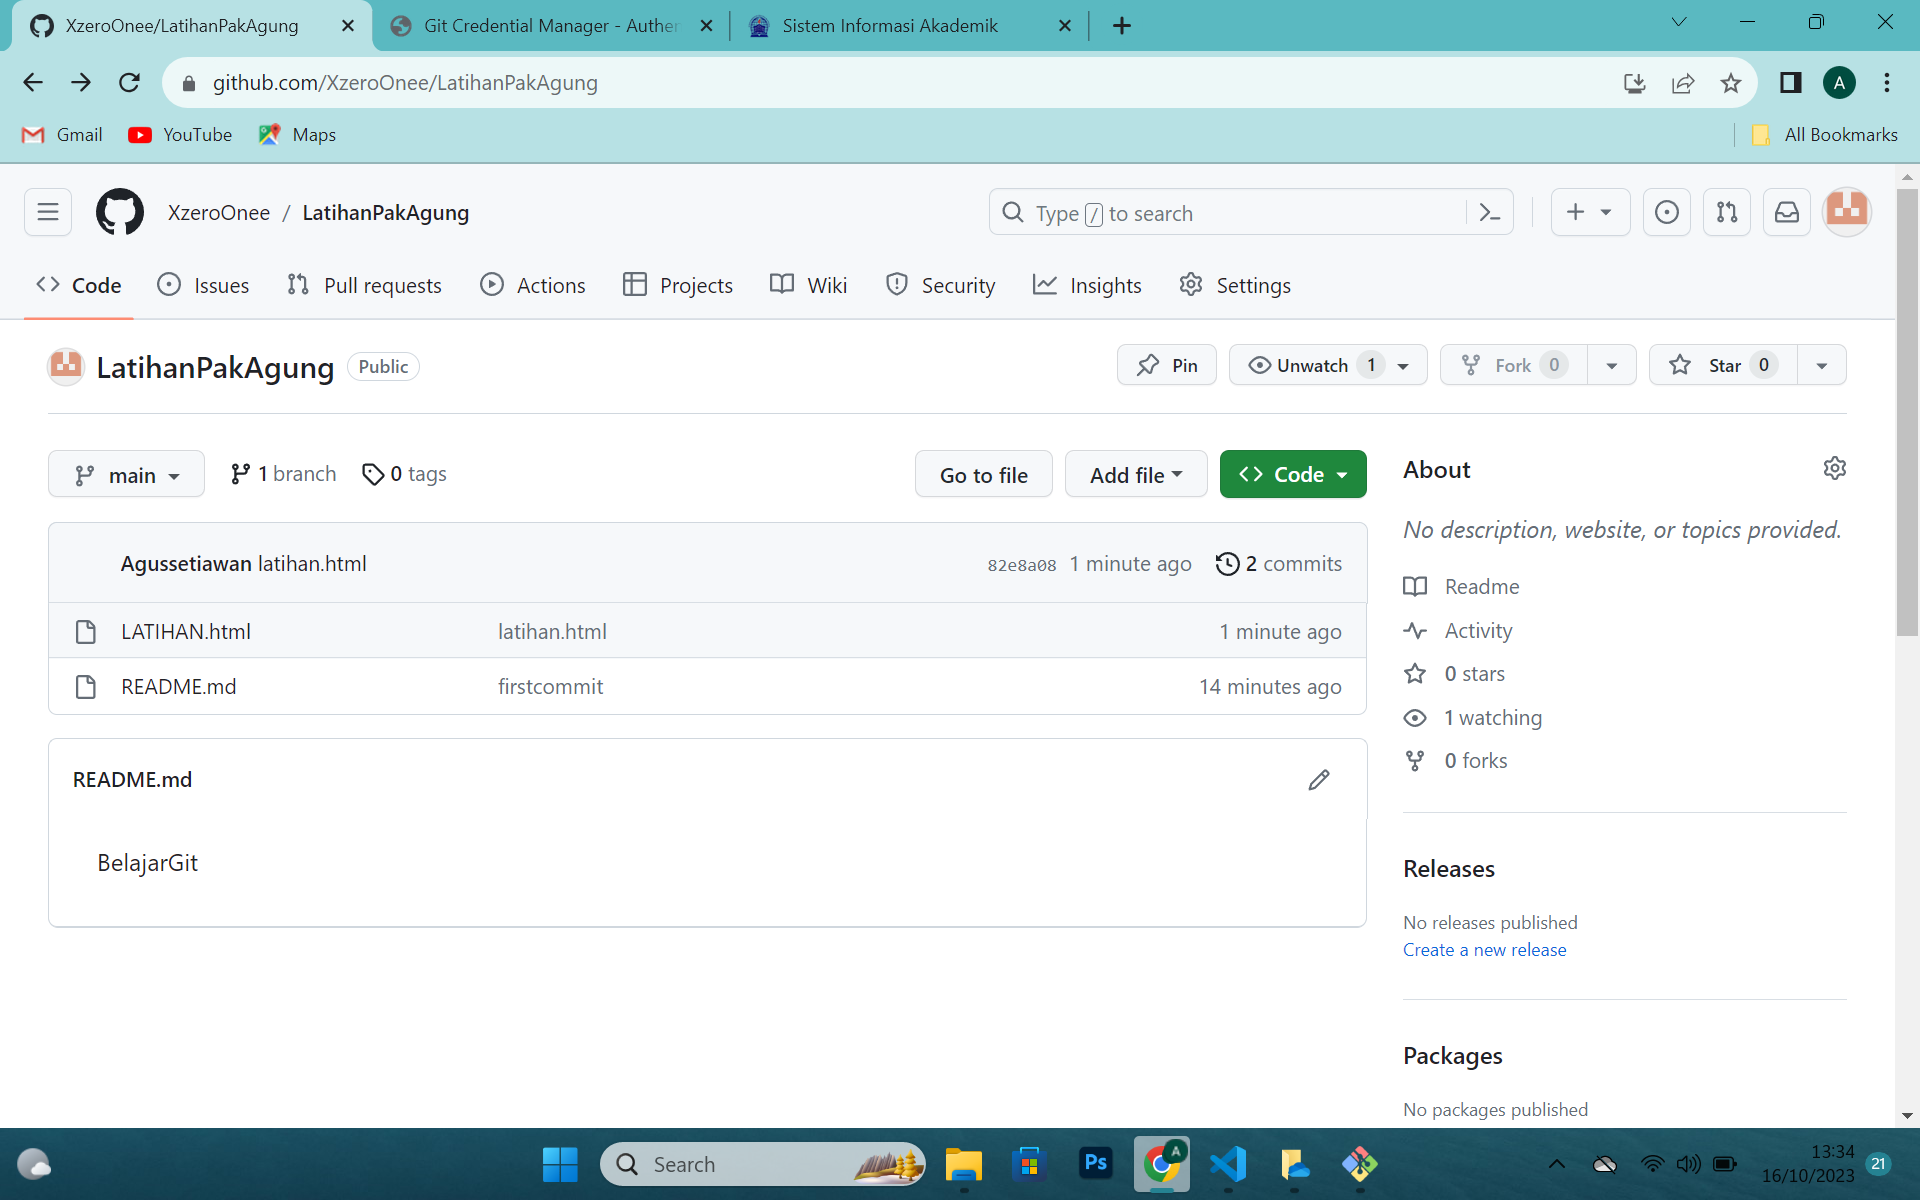 XzeroOnee/LatihanPakAgung
Git Credential Manager - Auther
Sistem Informasi Akademik
github.com/XzeroOnee/LatihanPakAgung
A
Gmail
YouTube
Maps
All Bookmarks
XzeroOnee / LatihanPakAgung
Type / to search
Code
Issues
Pull requests
Actions
Projects
Wiki
Security
Insights
Settings
LatihanPakAgung Public
Pin
Unwatch 1
Fork 0
Star 0
main
1 branch
0 tags
Go to file
Add file
Code
About
No description, website, or topics provided.
Agussetiawan latihan.html
82e8a08 1 minute ago
2 commits
LATIHAN.html latihan.html 1 minute ago
README.md firstcommit 14 minutes ago
Readme
Activity
0 stars
1 watching
0 forks
README.md
BelajarGit
Releases
No releases published
Create a new release
Packages
No packages published
Search
Ps
A
13:34
16/10/2023
21